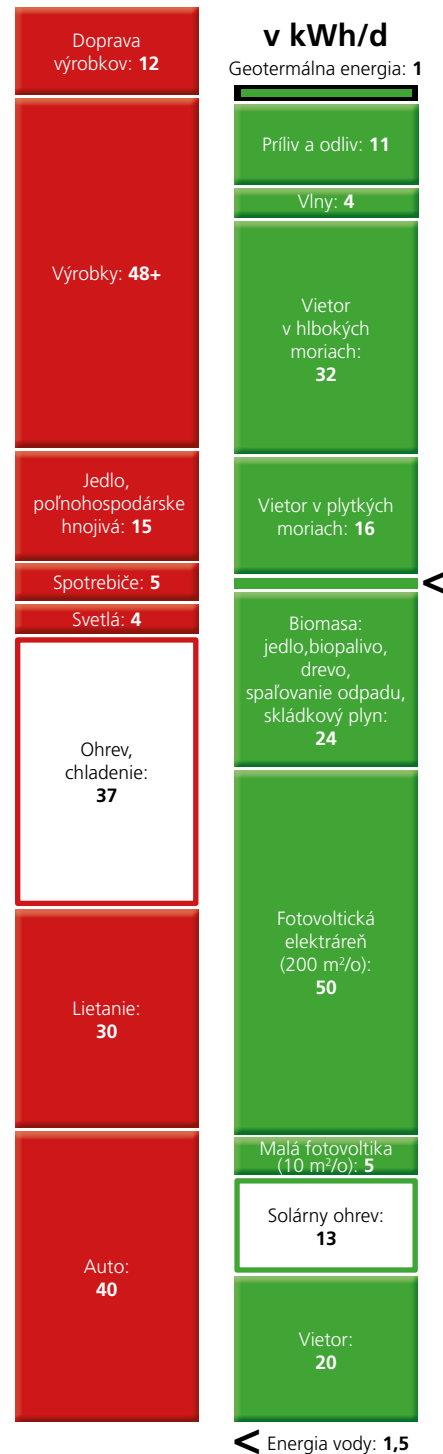 Doprava
výrobkov: 12
Výrobky: 48+
Jedlo,
poľnohospodárske
hnojivá: 15
Spotrebiče: 5
Svetlá: 4
Ohrev,
chladenie:
37
Lietanie:
30
Auto:
40
v kWh/d
Geotermálna energia: 1
Príliv a odliv: 11
Vlny: 4
Vietor
v hlbokých
moriach:
32
Vietor v plytkých
moriach: 16
<
Biomasa:
jedlo,biopalivo,
drevo,
spaľovanie odpadu,
skládkový plyn:
24
Fotovoltická
elektráreň
(200 m²/o):
50
Malá fotovoltika
(10 m²/o): 5
Solárny ohrev:
13
Vietor:
20
< Energia vody: 1,5